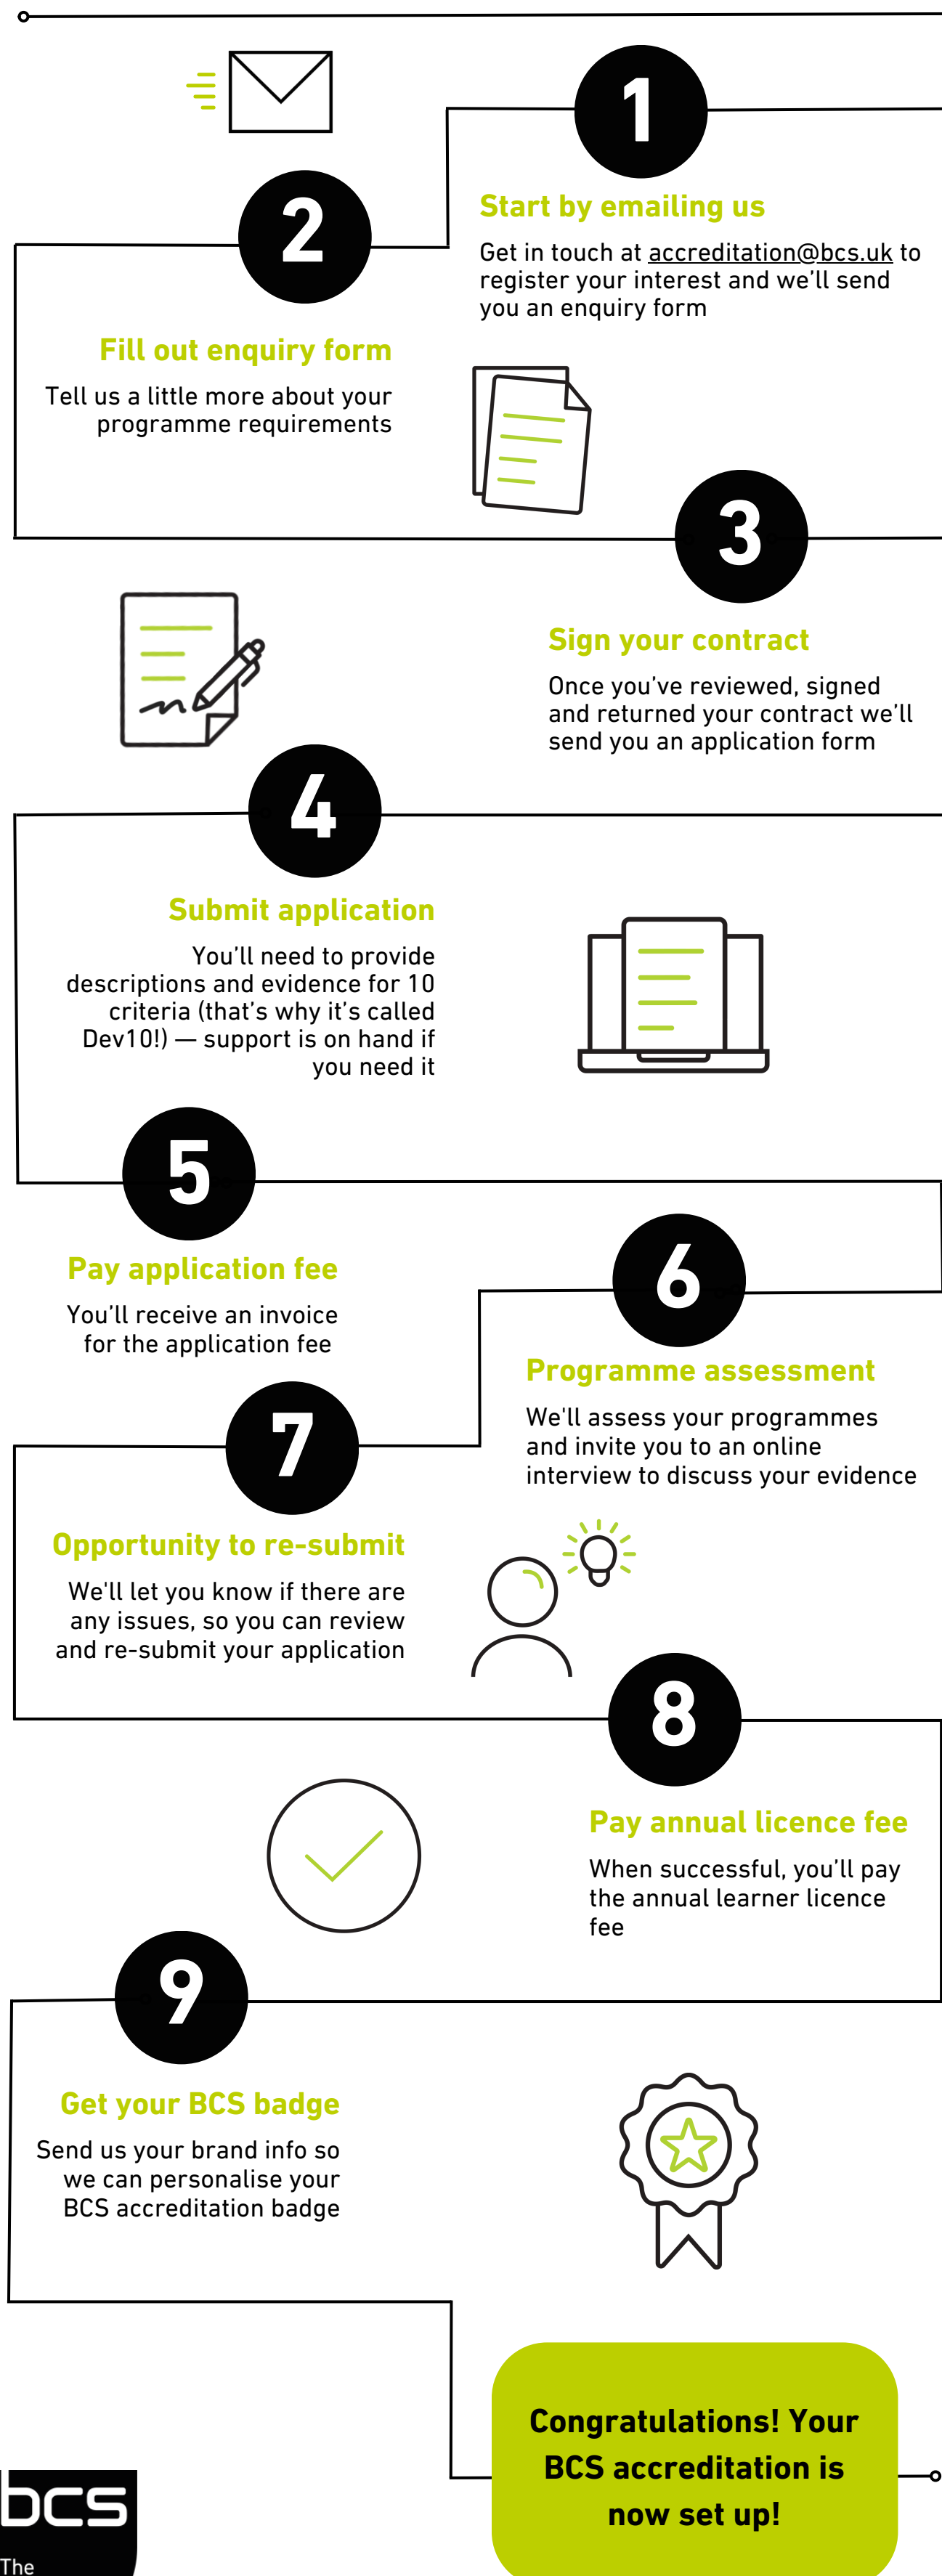 1
Start by emailing us
Get in touch at accreditation@bcs.uk to
register your interest and we'll send
you an enquiry form
2
Fill out enquiry form
Tell us a little more about your
programme requirements
3
Sign your contract
Once you've reviewed, signed
and returned your contract we'll
send you an application form
4
Submit application
You'll need to provide
descriptions and evidence for 10
criteria (that's why it's called
Dev10!) — support is on hand if
you need it
5
Pay application fee
You'll receive an invoice
for the application fee
6
Programme assessment
We'll assess your programmes
and invite you to an online
interview to discuss your evidence
7
Opportunity to re-submit
We'll let you know if there are
any issues, so you can review
and re-submit your application
8
Pay annual licence fee
When successful, you'll pay
the annual learner licence
fee
9
Get your BCS badge
Send us your brand info so
we can personalise your
BCS accreditation badge
Congratulations! Your
BCS accreditation is
now set up!
bcs
The